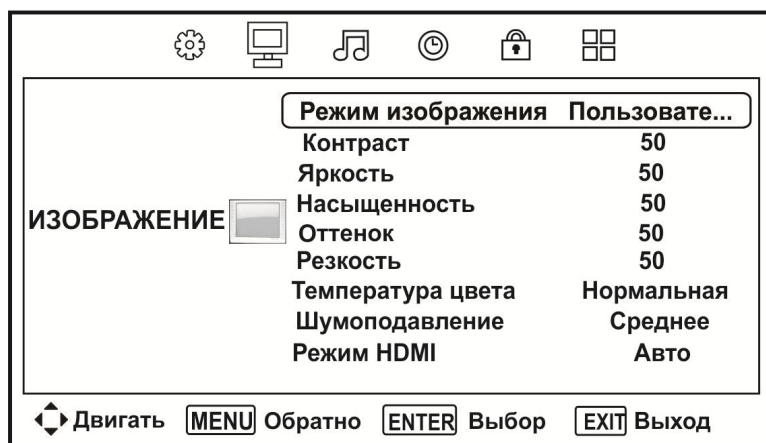 Режим изображения Пользовате...
Контраст 50
Яркость 50
ИЗОБРАЖЕНИЕ
Насыщенность 50
Оттенок 50
Резкость 50
Температура цвета Нормальная
Шумоподавление Среднее
Режим HDMI Авто
Двигать MENU Обратно ENTER Выбор EXIT Выход